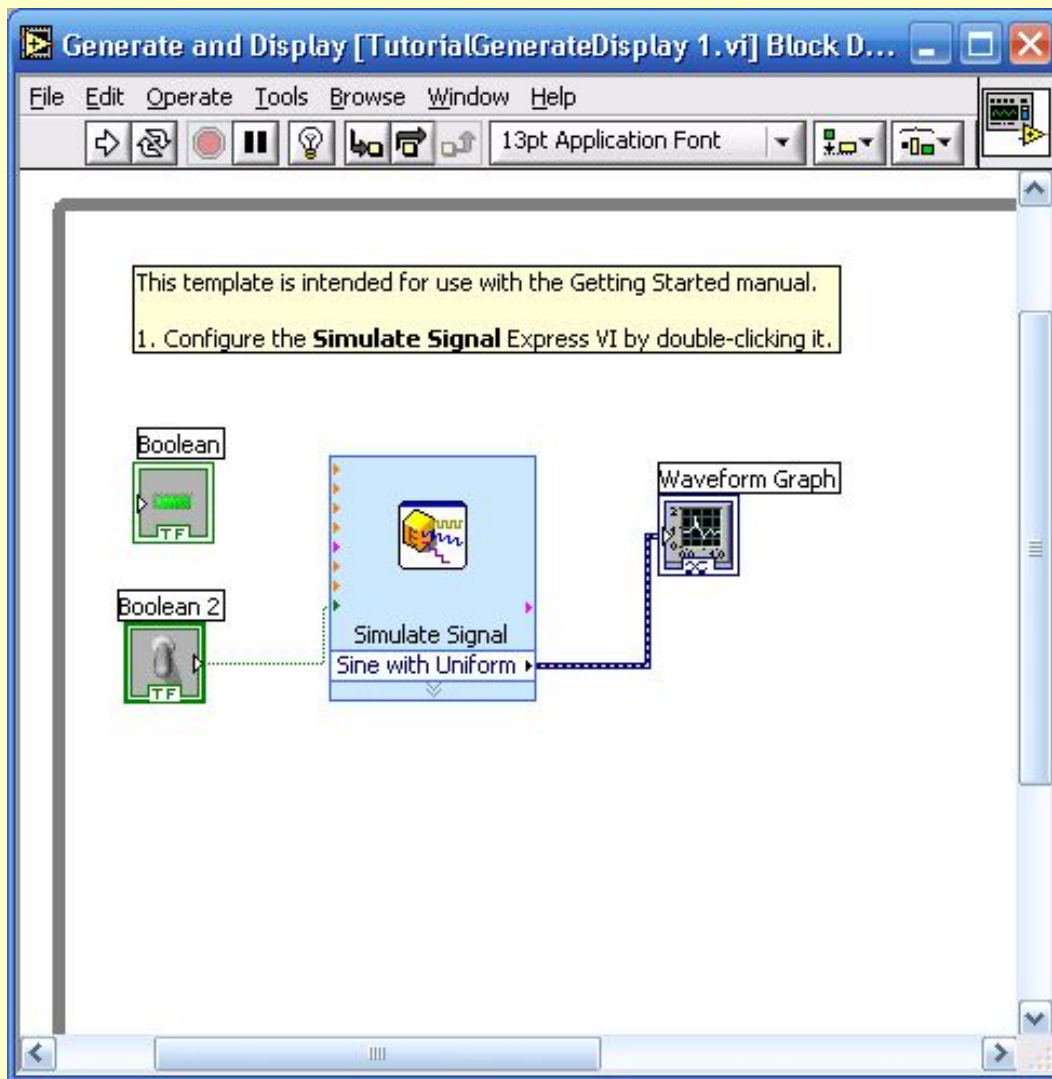 Generate and Display [TutorialGenerateDisplay 1.vi] Block D...
File Edit Operate Tools Browse Window Help
13pt Application Font
This template is intended for use with the Getting Started manual.
1. Configure the Simulate Signal Express VI by double-clicking it.
Boolean
TF
Waveform Graph
Boolean 2
TF
Simulate Signal
Sine with Uniform